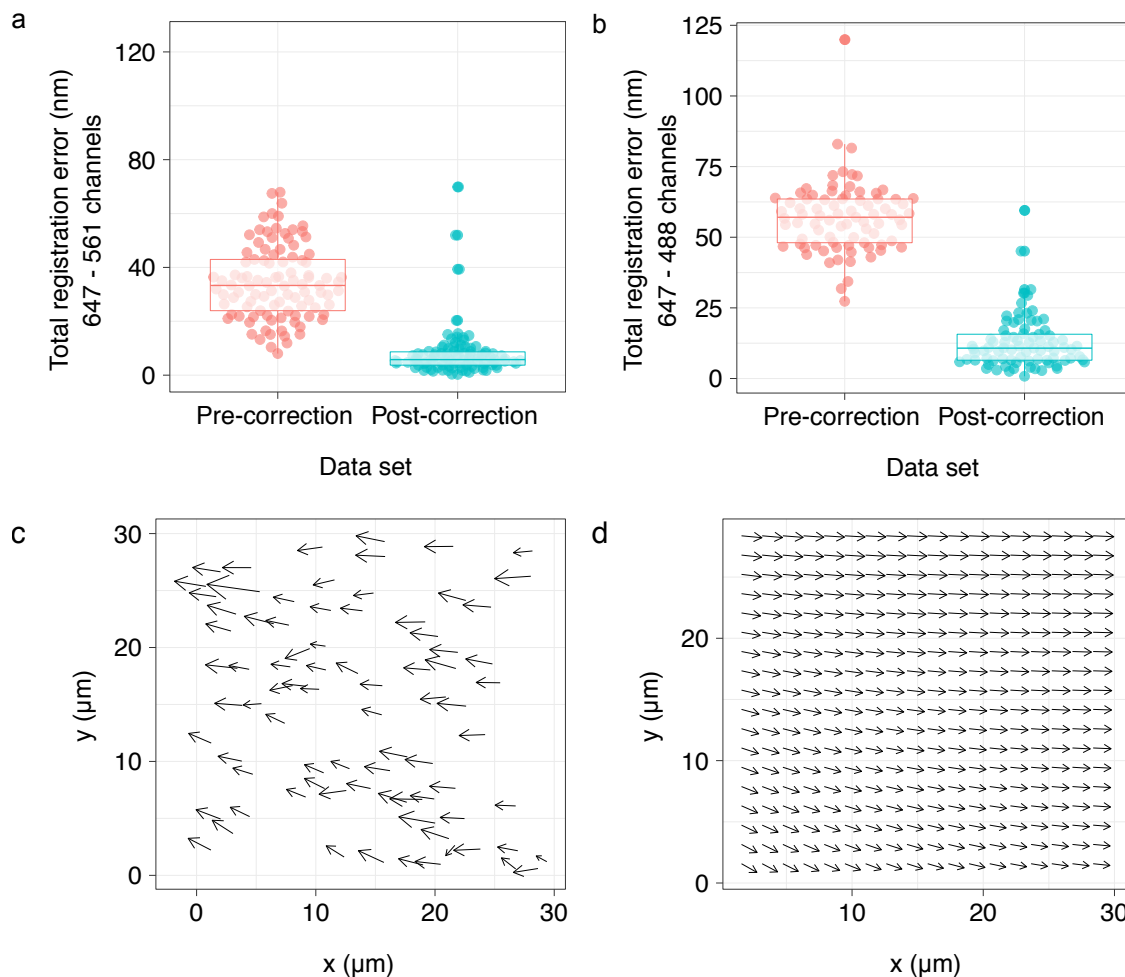 a
Total registration error (nm)
647 - 561 channels
120
80
40
0
Pre-correction Post-correction
Data set
b
Total registration error (nm)
647 - 488 channels
125
100
75
50
25
0
Pre-correction Post-correction
Data set
c
y (µm)
30
20
10
0
0 10 20 30
x (µm)
d
y (µm)
20
10
0
10 20 30
x (µm)